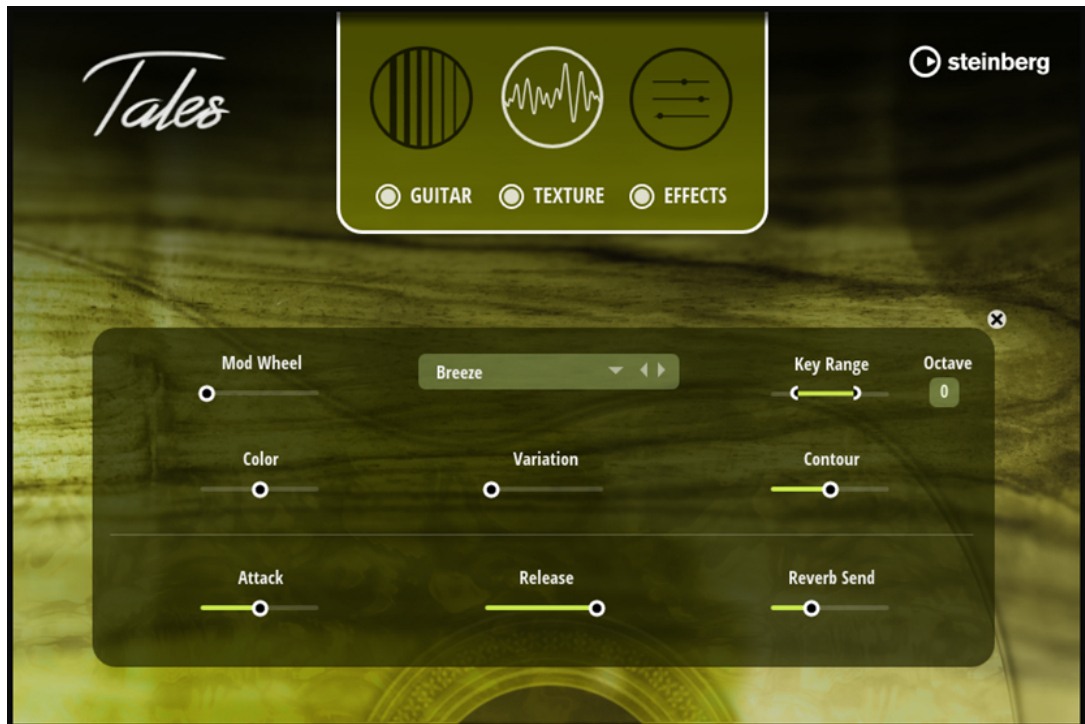 Tales
steinberg
GUITAR TEXTURE EFFECTS
Mod Wheel Breeze Key Range Octave
0
Color Variation Contour
Attack Release Reverb Send